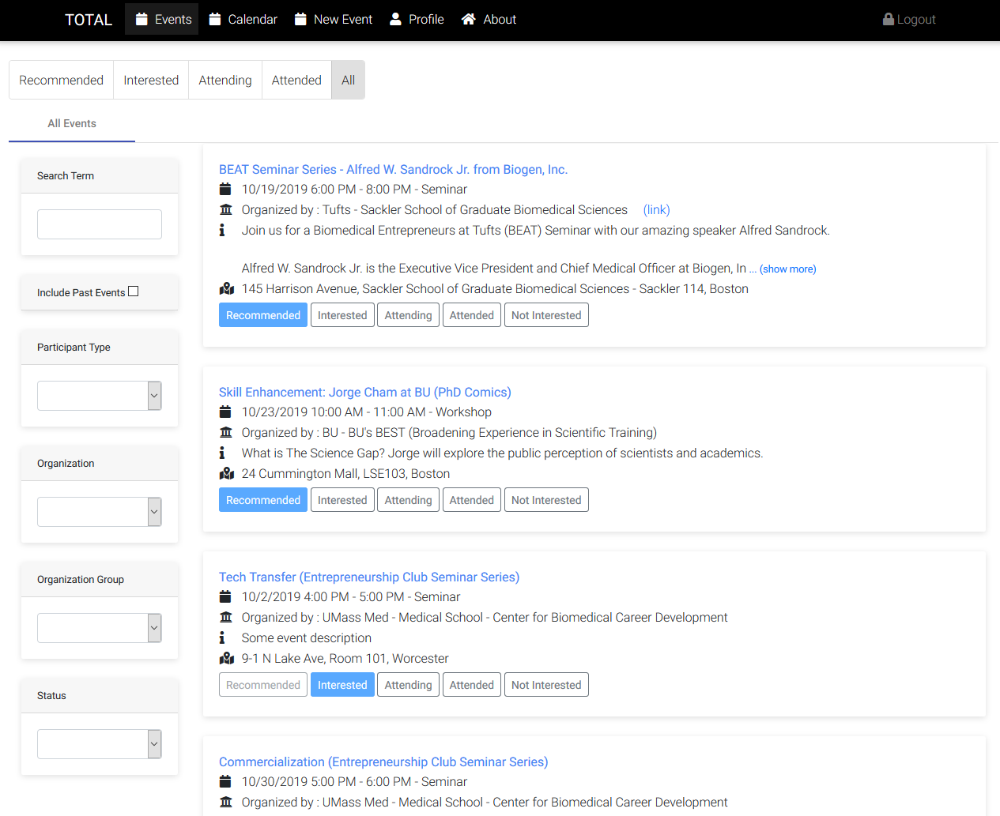 TOTAL Events Calendar New Event Profile About Logout
Recommended Interested Attending Attended All
All Events
Search Term
Include Past Events
Participant Type
Organization
Organization Group
Status
BEAT Seminar Series - Alfred W. Sandrock Jr. from Biogen, Inc.
10/19/2019 6:00 PM - 8:00 PM - Seminar
Organized by : Tufts - Sackler School of Graduate Biomedical Sciences (link)
Join us for a Biomedical Entrepreneurs at Tufts (BEAT) Seminar with our amazing speaker Alfred Sandrock.
Alfred W. Sandrock Jr. is the Executive Vice President and Chief Medical Officer at Biogen, In ... (show more)
145 Harrison Avenue, Sackler School of Graduate Biomedical Sciences - Sackler 114, Boston
Recommended Interested Attending Attended Not Interested
Skill Enhancement: Jorge Cham at BU (PhD Comics)
10/23/2019 10:00 AM - 11:00 AM - Workshop
Organized by : BU - BU's BEST (Broadening Experience in Scientific Training)
What is The Science Gap? Jorge will explore the public perception of scientists and academics.
24 Cummington Mall, LSE103, Boston
Recommended Interested Attending Attended Not Interested
Tech Transfer (Entrepreneurship Club Seminar Series)
10/2/2019 4:00 PM - 5:00 PM - Seminar
Organized by : UMass Med - Medical School - Center for Biomedical Career Development
Some event description
9-1 N Lake Ave, Room 101, Worcester
Recommended Interested Attending Attended Not Interested
Commercialization (Entrepreneurship Club Seminar Series)
10/30/2019 5:00 PM - 6:00 PM - Seminar
Organized by : UMass Med - Medical School - Center for Biomedical Career Development